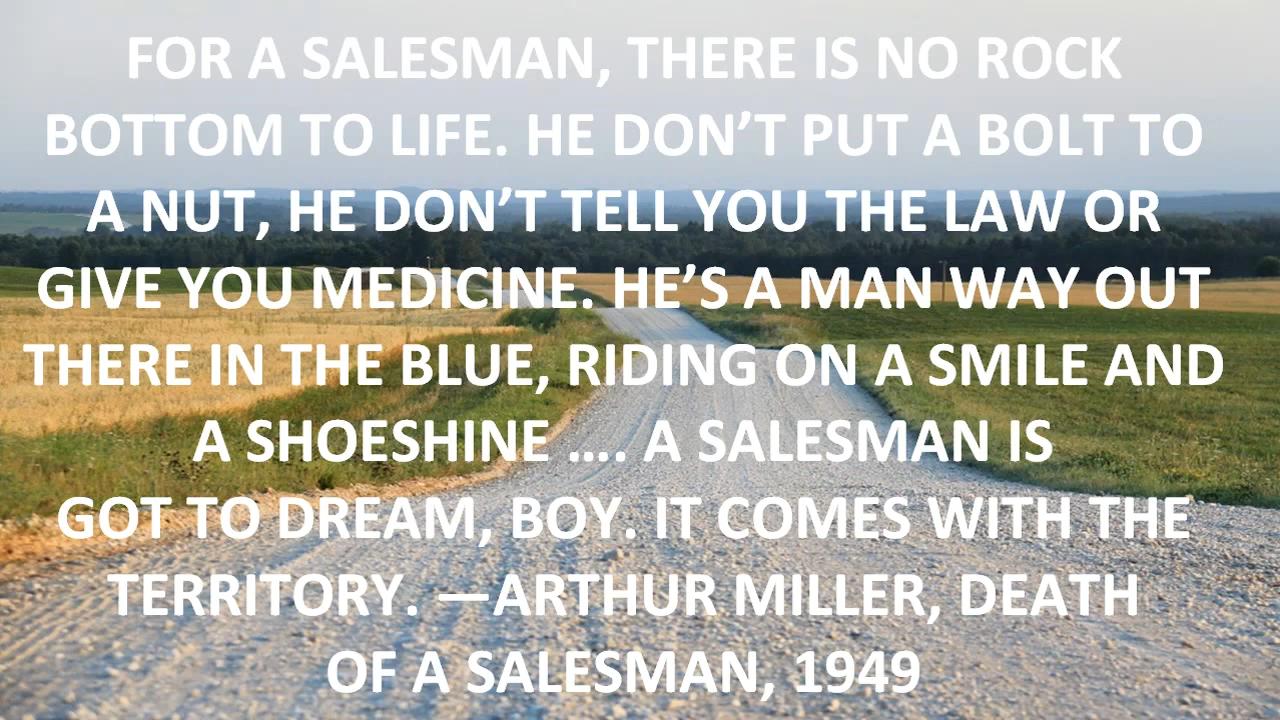 FOR A SALESMAN, THERE IS NO ROCK
BOTTOM TO LIFE. HE DON’T PUT A BOLT TO
A NUT, HE DON’T TELL YOU THE LAW OR
GIVE YOU MEDICINE. HE’S A MAN WAY OUT
THERE IN THE BLUE, RIDING ON A SMILE AND
A SHOESHINE …. A SALESMAN IS
GOT TO DREAM, BOY. IT COMES WITH THE
TERRITORY. —ARTHUR MILLER, DEATH
OF A SALESMAN, 1949